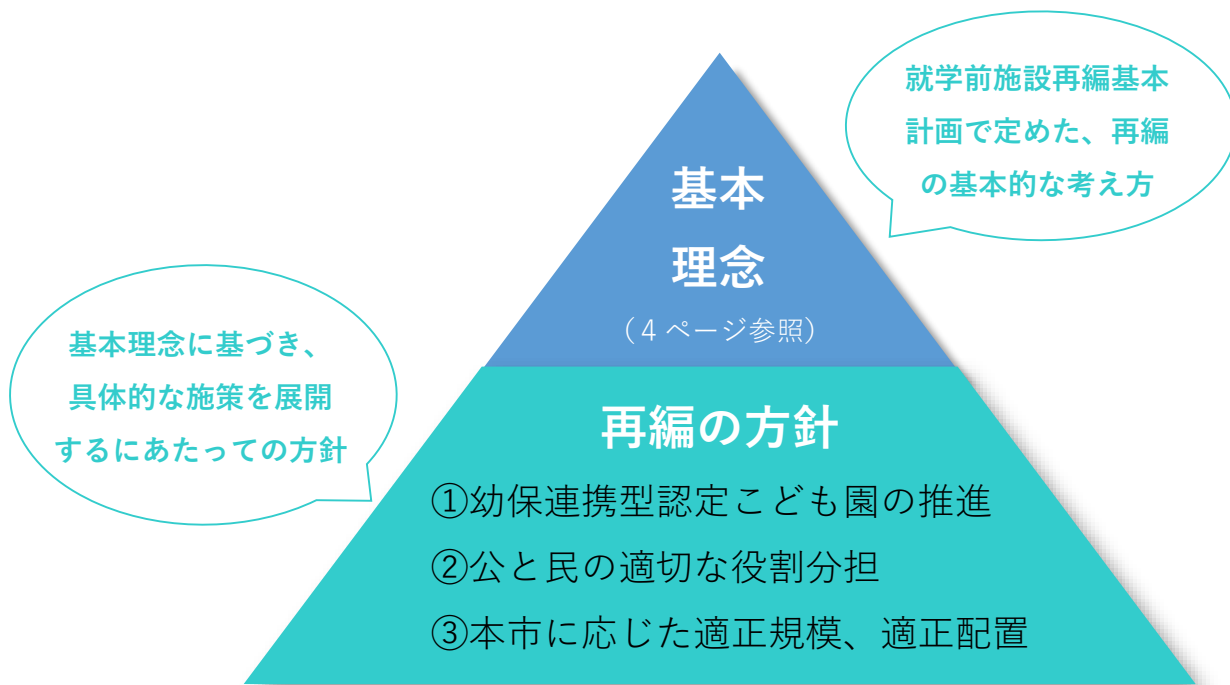 就学前施設再編基本
計画で定めた、再編
の基本的な考え方
基本
理念
（4 ページ参照）
基本理念に基づき、
具体的な施策を展開
するにあたっての方針
再編の方針
①幼保連携型認定こども園の推進
②公と民の適切な役割分担
③本市に応じた適正規模、適正配置